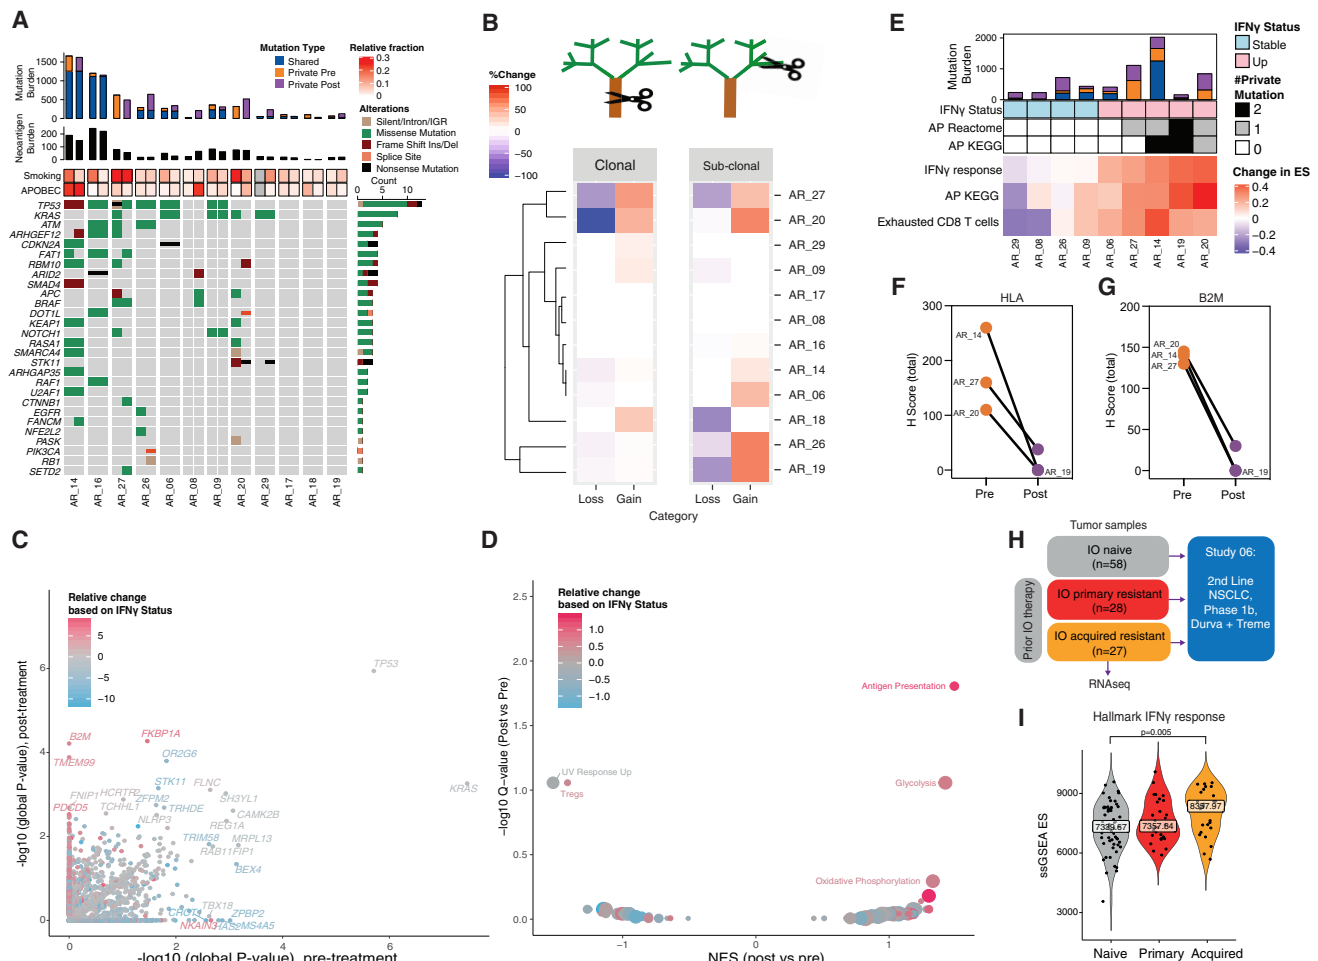 A
Mutation Type
Shared
Private Pre
Private Post
Relative fraction
0.3
0.2
0.1
0
Alterations
Silent/Intron/IGR
Missense Mutation
Frame Shift Ins/Del
Splice Site
Nonsense Mutation
Count
0 5 10
Mutation
Burden
1500
1000
500
0
Neoantigen
Burden
200
100
0
Smoking
APOBEC
TP53
KRAS
ATM
ARHGEF12
CDKN2A
FAT1
RBM10
ARID2
SMAD4
APC
BRAF
DOT1L
KEAP1
NOTCH1
RASA1
SMARCA4
STK11
ARHGAP35
RAF1
U2AF1
CTNNB1
EGFR
FANCM
NFE2L2
PASK
PIK3CA
RB1
SETD2
AR_14
AR_16
AR_27
AR_26
AR_06
AR_08
AR_09
AR_20
AR_29
AR_17
AR_18
AR_19
B
%Change
100
50
0
−50
−100
Clonal
Sub-clonal
AR_27
AR_20
AR_29
AR_09
AR_17
AR_08
AR_16
AR_14
AR_06
AR_18
AR_26
AR_19
Loss Gain
Loss Gain
Category
C
Relative change
based on IFNγ Status
5
0
−5
−10
-log10 (global P-value), post-treatment
6
4
2
0
TP53
B2M
TMEM99
FKBP1A
OR2G6
STK11
FLNC
KRAS
FNIP1
HCRTR2
SH3YL1
PDCD5
TCHHL1
ZFPM2
TRHDE
CAMK2B
NLRP3
REG1A
TRIM58
MRPL13
RAB11FIP1
BEX4
TBX18
ZPBP2
NKAIN3
HAS2
MS4A5
0 2 4 6
-log10 (global P-value), pre-treatment
D
Relative change
based on IFNγ Status
1.0
0.5
0.0
−0.5
−1.0
−log10 Q−value (Post vs Pre)
2.5
2.0
1.5
1.0
0.5
0.0
Antigen Presentation
UV Response Up
Tregs
Glycolysis
Oxidative Phosphorylation
−1 0 1
NES (post vs pre)
E
Mutation
Burden
2000
1000
0
IFNγ Status
AP Reactome
AP KEGG
IFNγ response
AP KEGG
Exhausted CD8 T cells
AR_29
AR_08
AR_26
AR_09
AR_06
AR_27
AR_14
AR_19
AR_20
IFNγ Status
Stable
Up
#Private
Mutation
2
1
0
Change in ES
0.4
0.2
0.0
−0.2
−0.4
F
HLA
H Score (total)
300
200
100
0
AR_14
AR_27
AR_20
AR_19
Pre Post
G
B2M
H Score (total)
200
150
100
50
0
AR_20
AR_14
AR_27
AR_19
Pre Post
H
Tumor samples
Prior IO therapy
IO naive
(n=58)
IO primary resistant
(n=28)
IO acquired resistant
(n=27)
RNAseq
Study 06:
2nd Line
NSCLC,
Phase 1b,
Durva + Treme
I
Hallmark IFNγ response
p=0.005
ssGSEA ES
9000
6000
3000
7357.84
Naive Primary Acquired